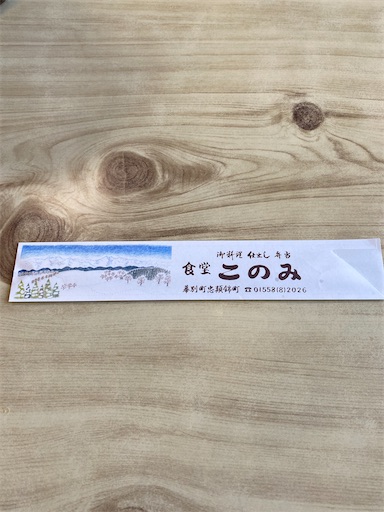 御料理 仕出し 弁当
食堂 このみ
幕別町忠類錦町 ☎01558(8)2026